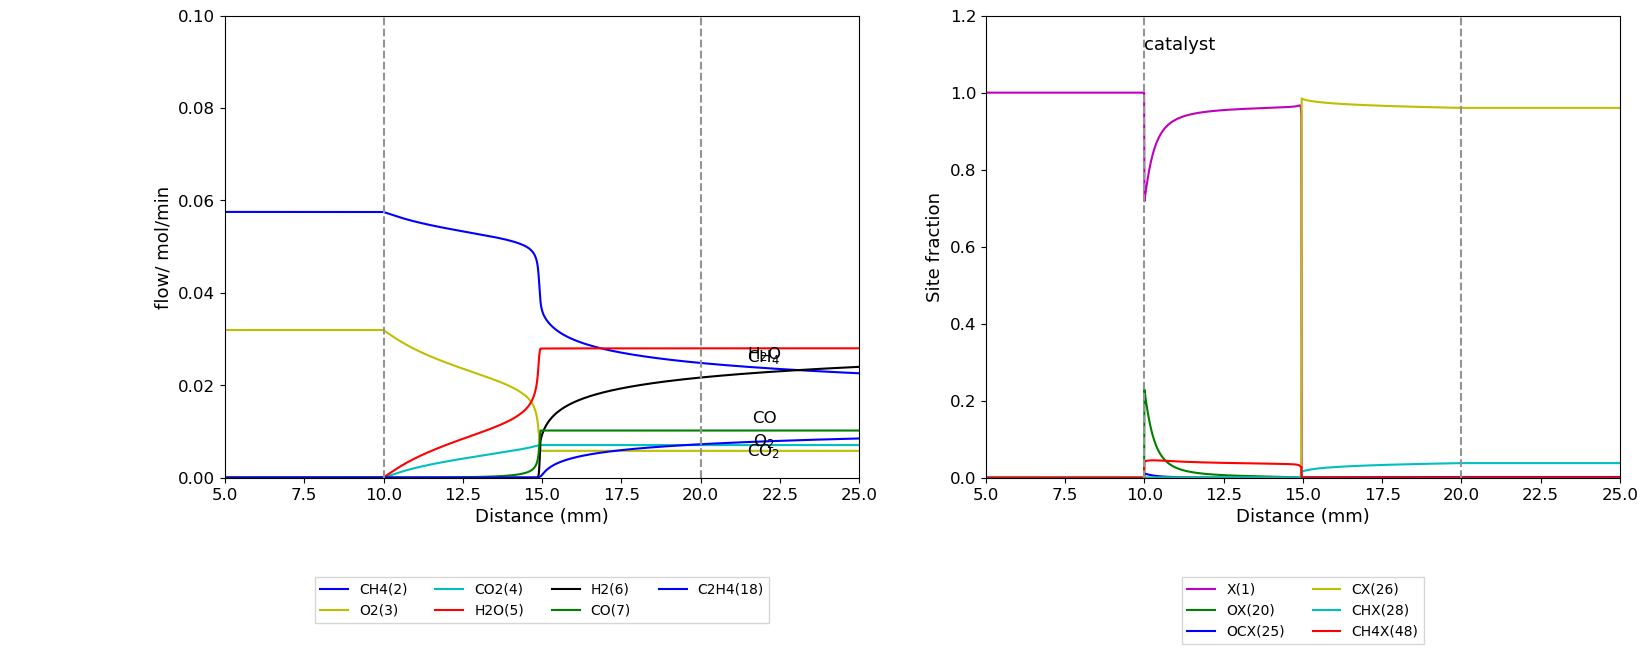 0.10
0.08
0.06
0.04
0.02
0.00
flow/ mol/min
5.0 7.5 10.0 12.5 15.0 17.5 20.0 22.5 25.0
Distance (mm)
H₂O
CH₄
CO
O₂
CO₂
CH4(2) CO2(4) H2(6) C2H4(18)
O2(3) H2O(5) CO(7)
1.2
1.0
0.8
0.6
0.4
0.2
0.0
Site fraction
catalyst
5.0 7.5 10.0 12.5 15.0 17.5 20.0 22.5 25.0
Distance (mm)
X(1) CX(26)
OX(20) CHX(28)
OCX(25) CH4X(48)